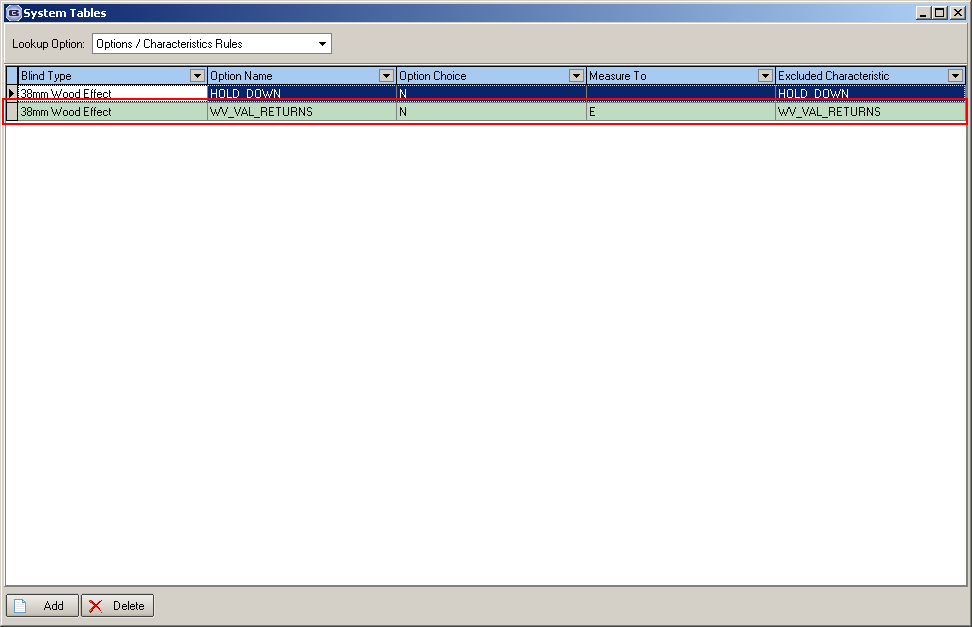 System Tables
Lookup Option: Options / Characteristics Rules
Blind Type Option Name Option Choice Measure To Excluded Characteristic
38mm Wood Effect HOLD_DOWN N HOLD_DOWN
38mm Wood Effect WV_VAL_RETURNS N E WV_VAL_RETURNS
Add Delete